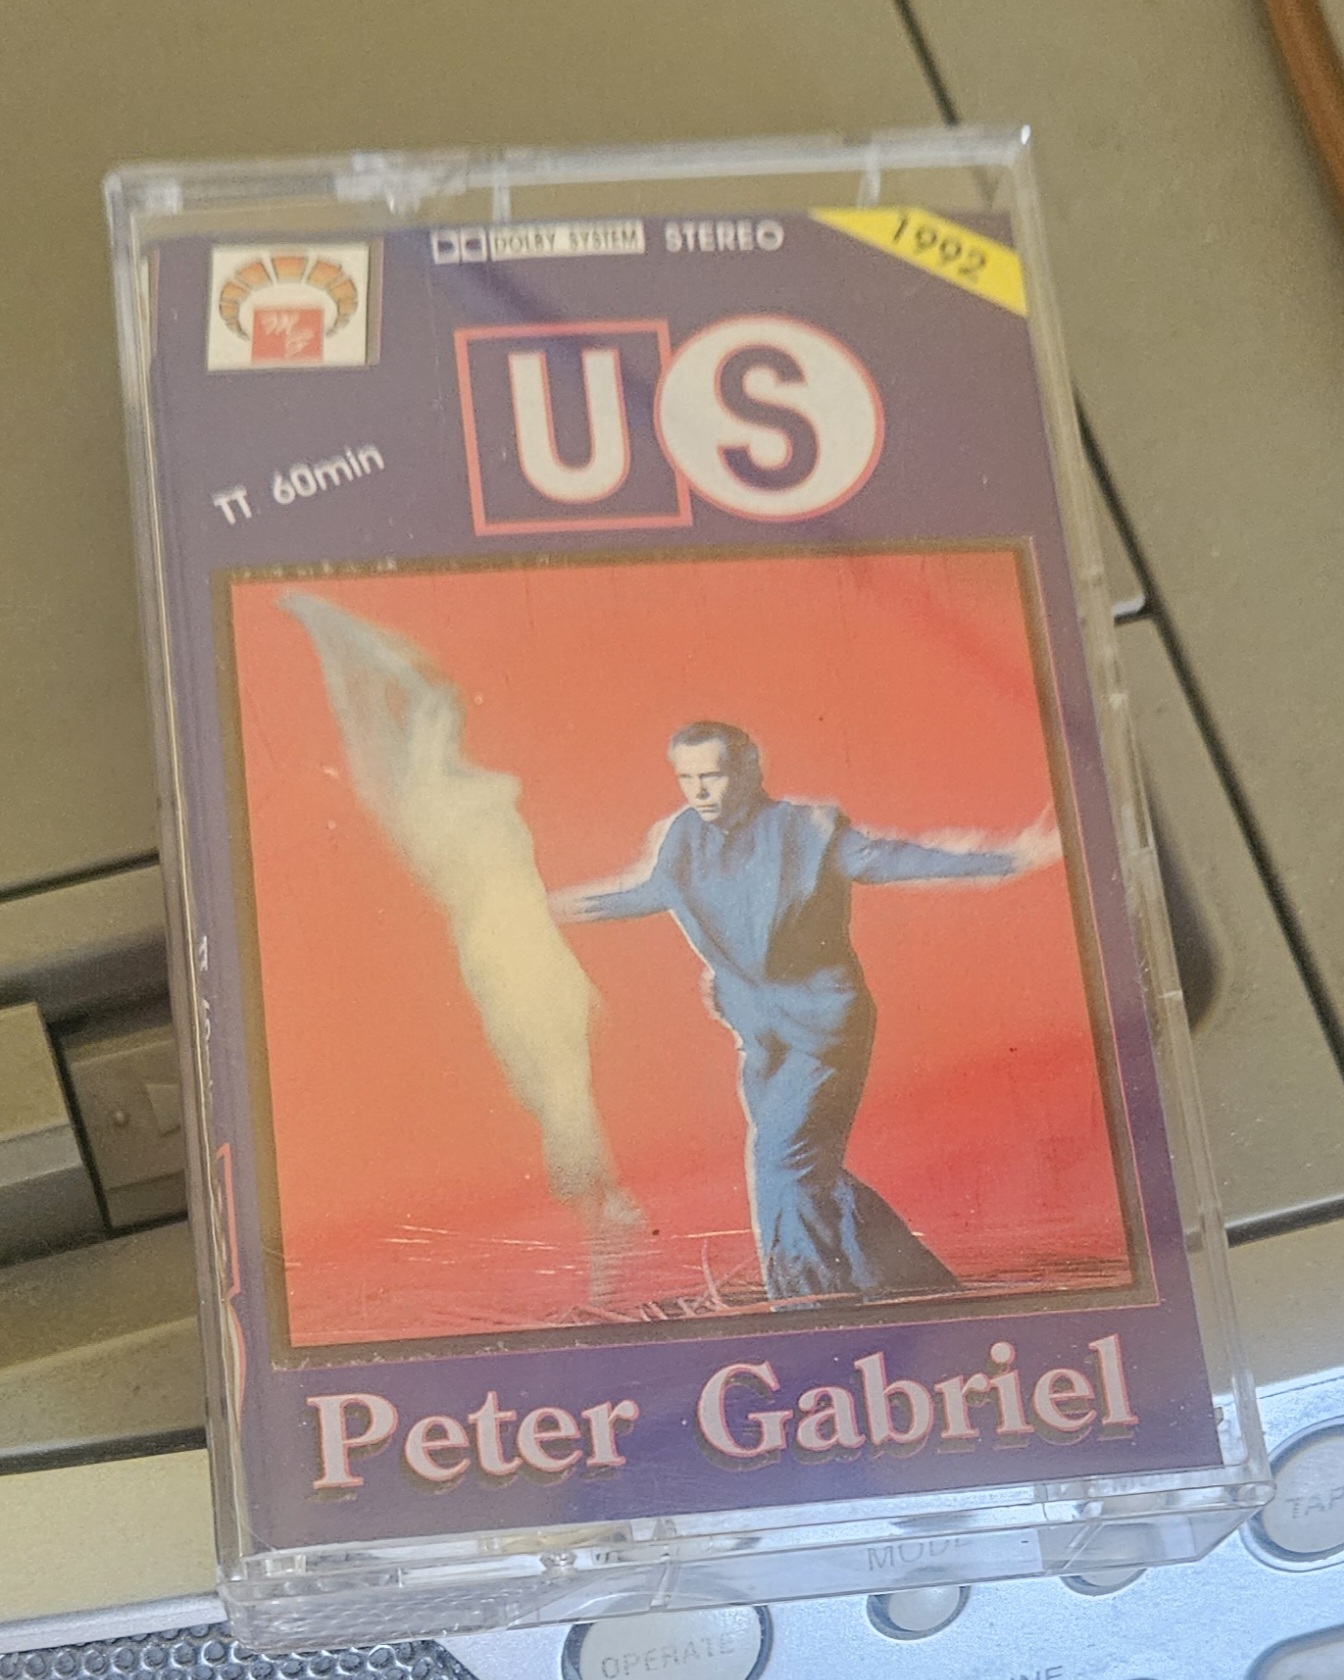 DOLBY SYSTEM STEREO
1992
US
TT 60min
Peter Gabriel
MODE
OPERATE